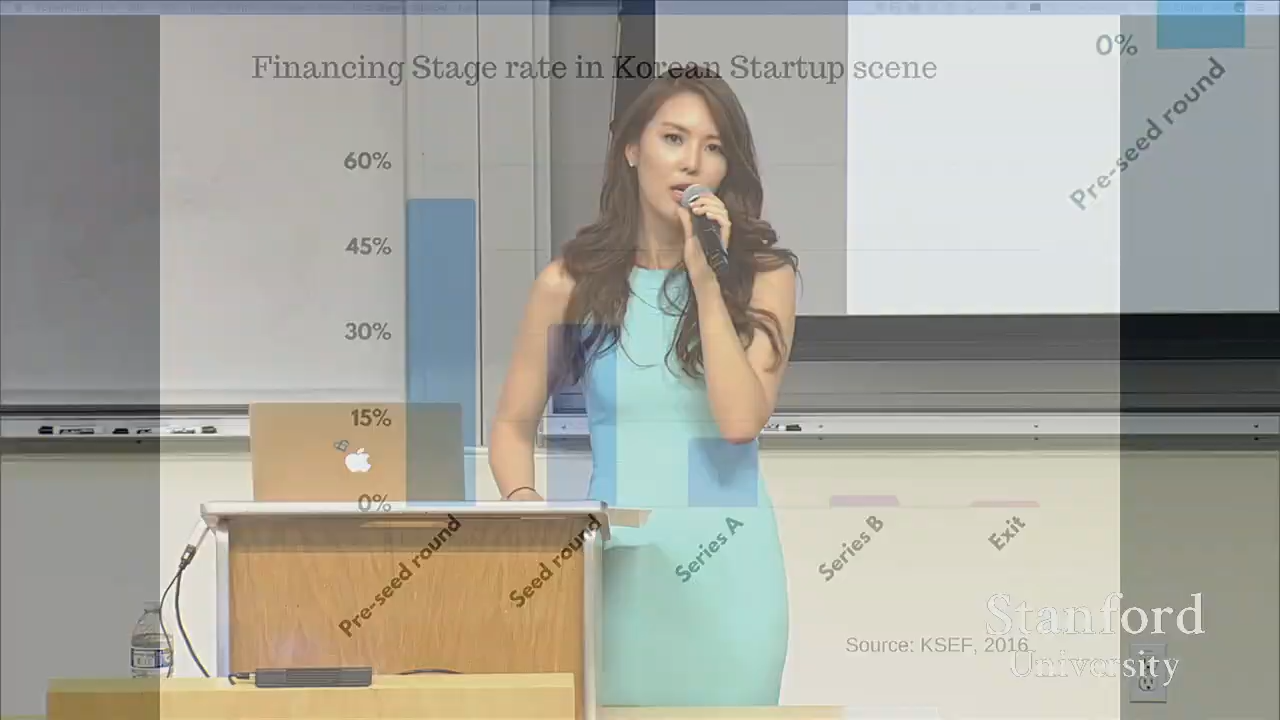 Financing Stage rate in Korean Startup scene
0%
Pre-seed round
60%
45%
30%
15%
0%
Pre-seed round
Seed round
Series A
Series B
Exit
Source: KSEF, 2016
Stanford
University